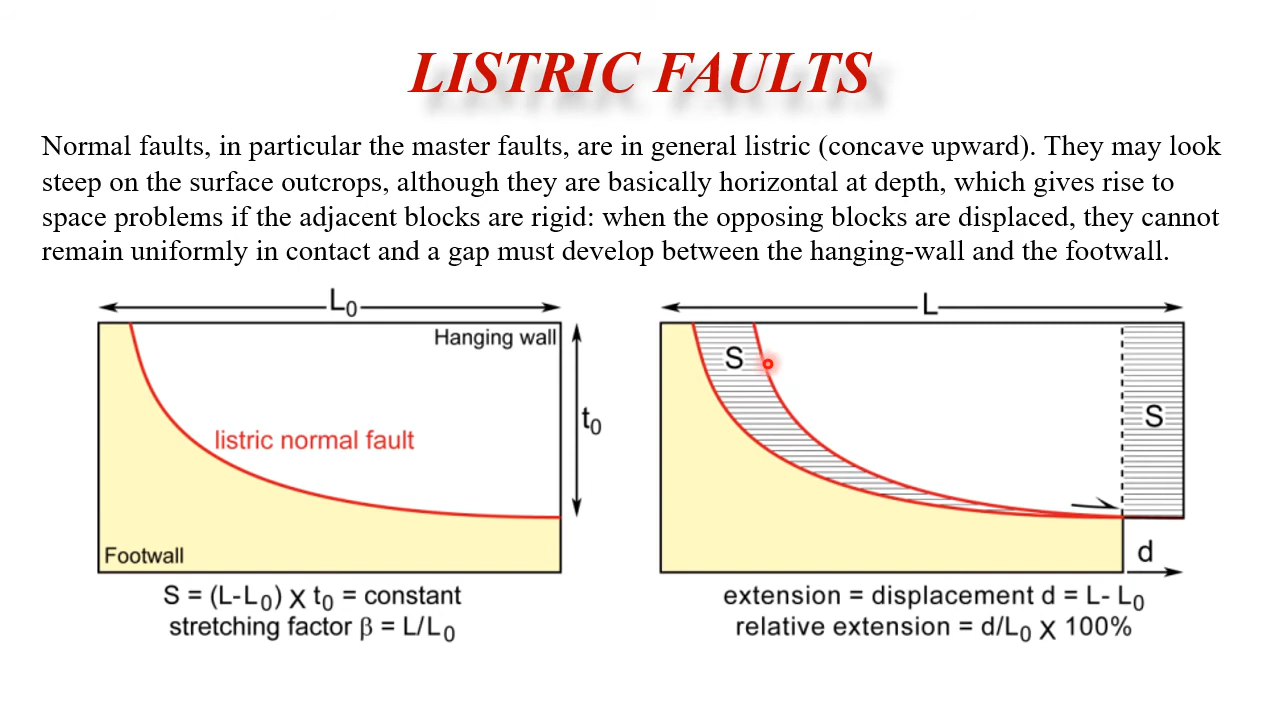 LISTRIC FAULTS
Normal faults, in particular the master faults, are in general listric (concave upward). They may look
steep on the surface outcrops, although they are basically horizontal at depth, which gives rise to
space problems if the adjacent blocks are rigid: when the opposing blocks are displaced, they cannot
remain uniformly in contact and a gap must develop between the hanging-wall and the footwall.
L₀
Hanging wall
listric normal fault
t₀
Footwall
S = (L-L₀) x t₀ = constant
stretching factor β = L/L₀
L
S
S
d
extension = displacement d = L- L₀
relative extension = d/L₀ x 100%